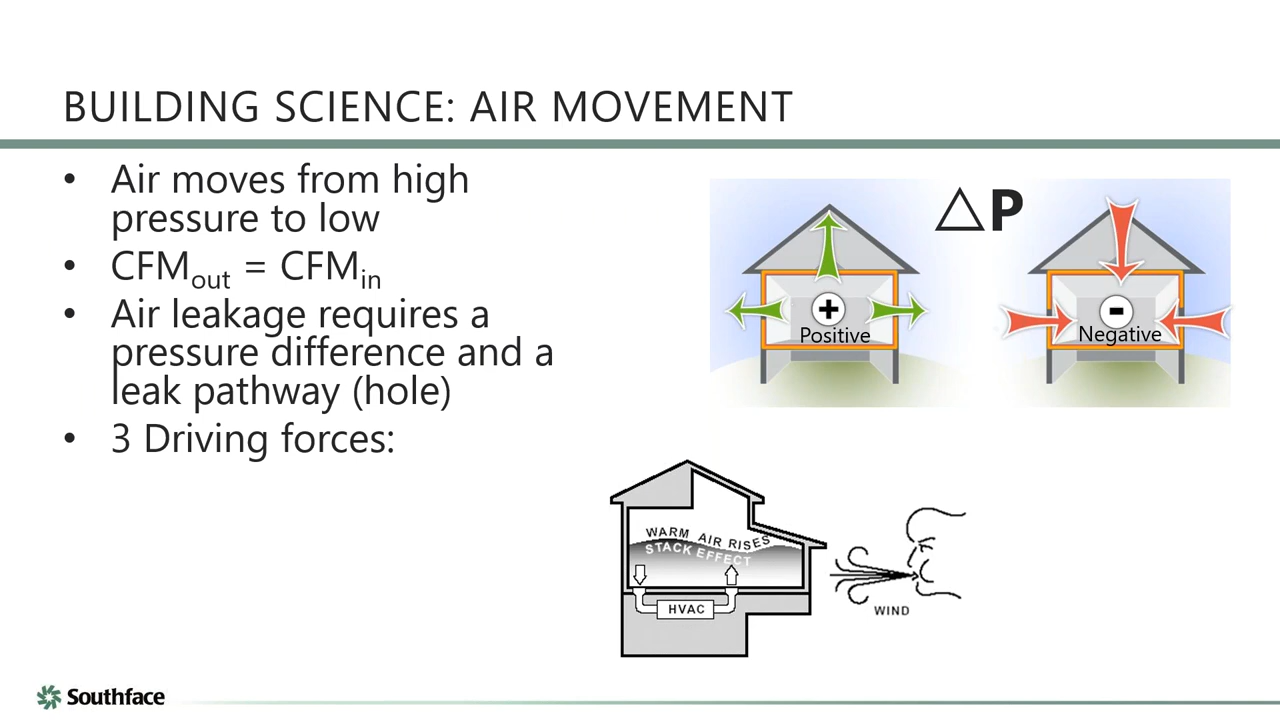 BUILDING SCIENCE: AIR MOVEMENT
• Air moves from high
pressure to low
• CFMout = CFMin
• Air leakage requires a
pressure difference and a
leak pathway (hole)
• 3 Driving forces:
△P
+
Positive
-
Negative
WARM AIR RISES
STACK EFFECT
HVAC
WIND
Southface